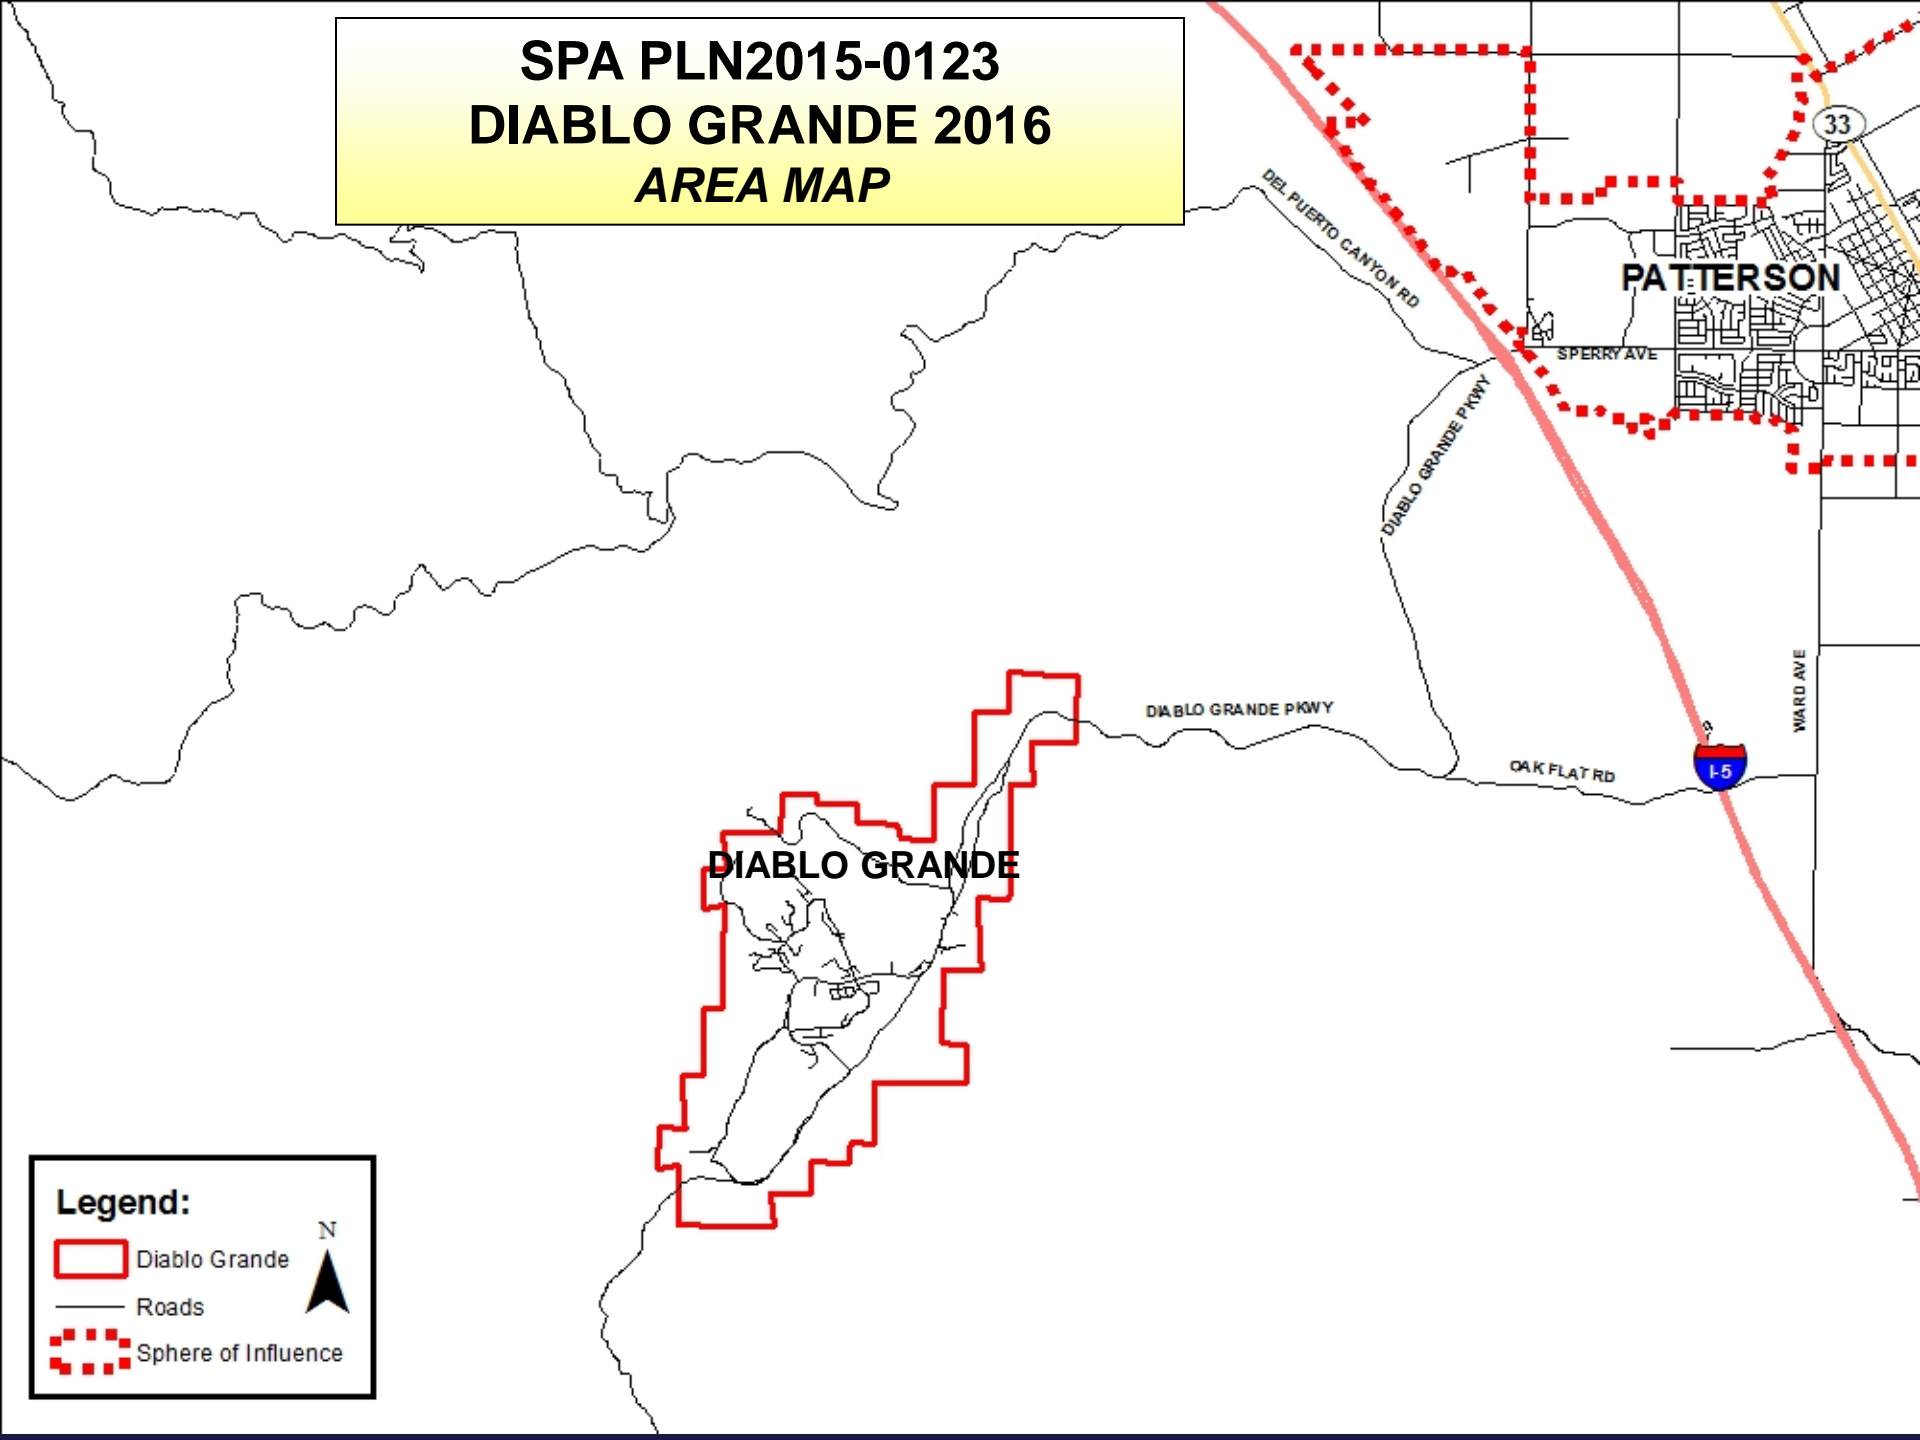 SPA PLN2015-0123
DIABLO GRANDE 2016
AREA MAP
33
DEL PUERTO CANYON RD
PATTERSON
SPERRY AVE
DIABLO GRANDE PKWY
WARD AVE
DIABLO GRANDE PKWY
OAK FLAT RD
I-5
DIABLO GRANDE
Legend:
N
Diablo Grande
Roads
Sphere of Influence